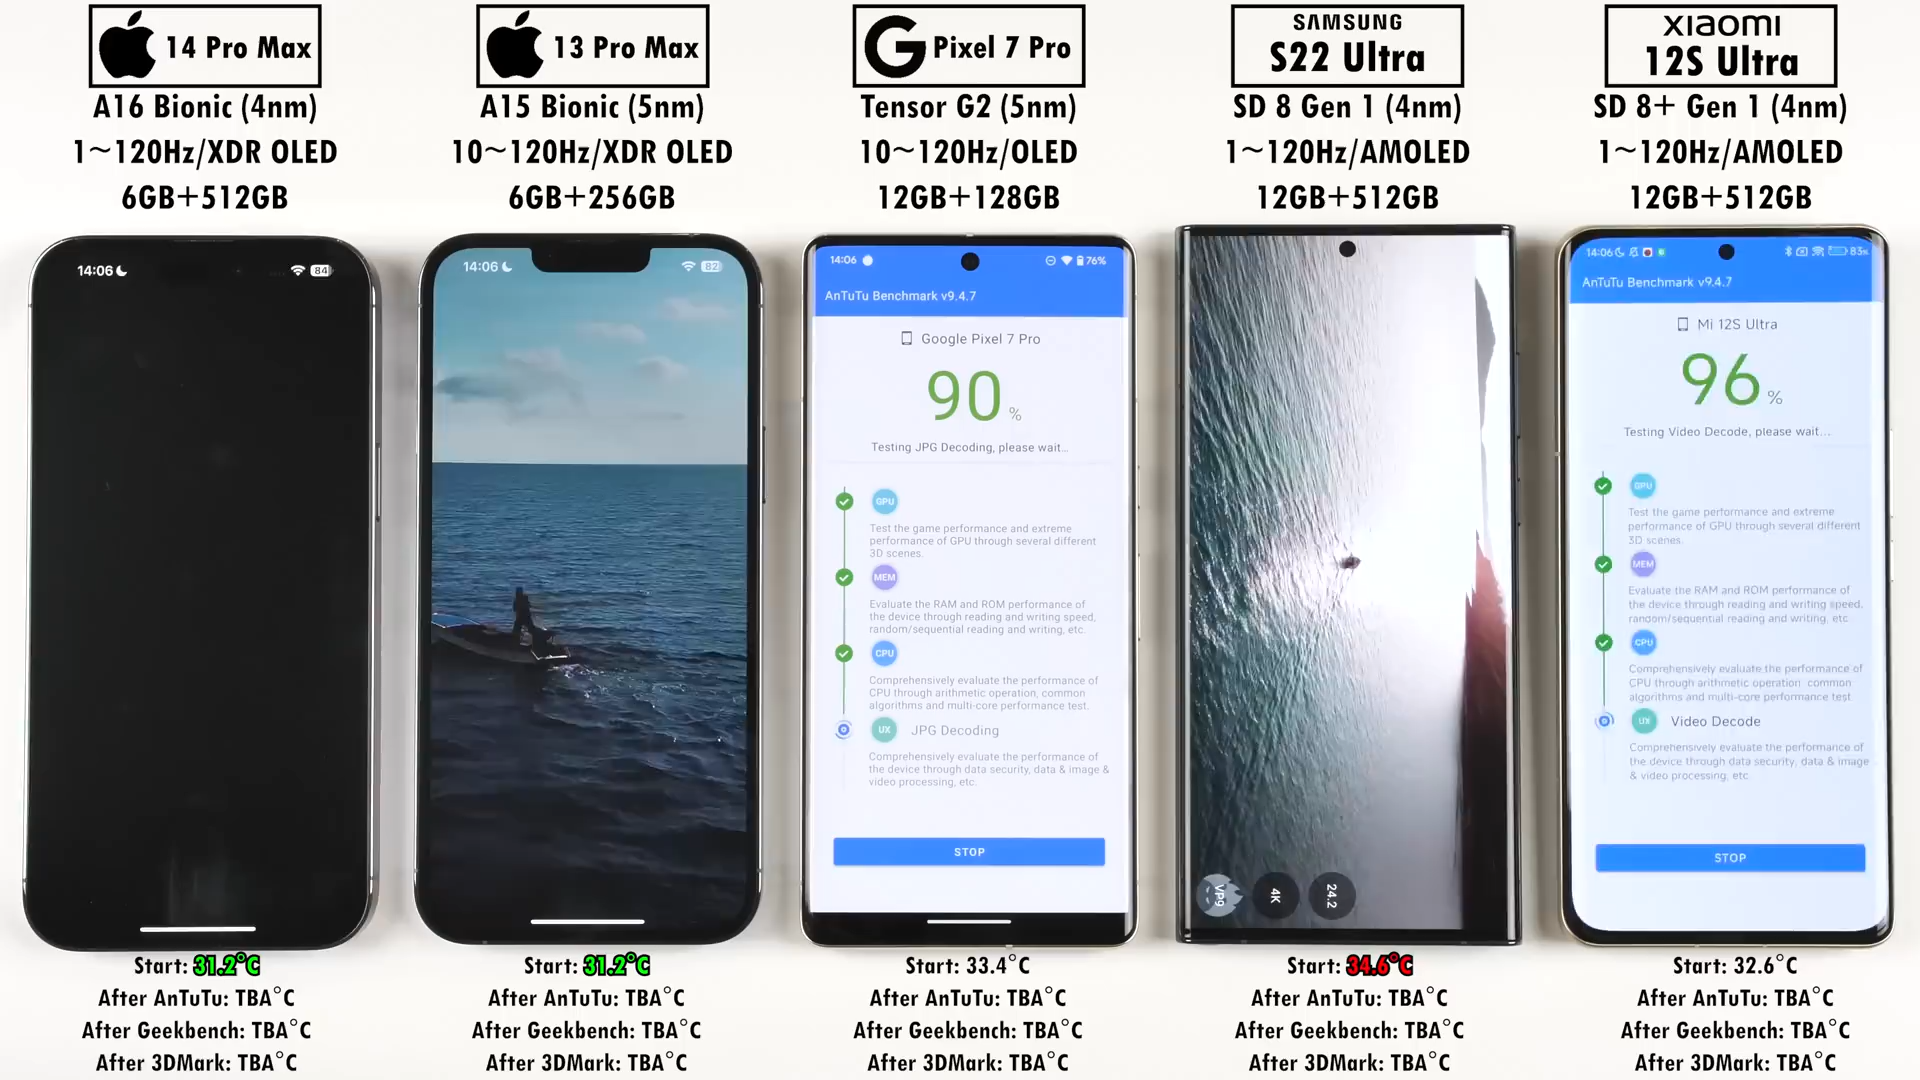 14 Pro Max
A16 Bionic (4nm)
1~120Hz/XDR OLED
6GB+512GB
13 Pro Max
A15 Bionic (5nm)
10~120Hz/XDR OLED
6GB+256GB
G Pixel 7 Pro
Tensor G2 (5nm)
10~120Hz/OLED
12GB+128GB
SAMSUNG
S22 Ultra
SD 8 Gen 1 (4nm)
1~120Hz/AMOLED
12GB+512GB
xiaomi
12S Ultra
SD 8+ Gen 1 (4nm)
1~120Hz/AMOLED
12GB+512GB
14:06
84
14:06
82
14:06
76%
AnTuTu Benchmark v9.4.7
Google Pixel 7 Pro
90 %
Testing JPG Decoding, please wait...
GPU
Test the game performance and extreme
performance of GPU through several different
3D scenes.
MEM
Evaluate the RAM and ROM performance of
the device through reading and writing speed,
random/sequential reading and writing, etc.
CPU
Comprehensively evaluate the performance of
CPU through arithmetic operation, common
algorithms and multi-core performance test.
UX JPG Decoding
Comprehensively evaluate the performance of
the device through data security, data & image &
video processing, etc.
STOP
VP9
4K
24.2
14:06
83%
AnTuTu Benchmark v9.4.7
Mi 12S Ultra
96 %
Testing Video Decode, please wait...
GPU
Test the game performance and extreme
performance of GPU through several different
3D scenes.
MEM
Evaluate the RAM and ROM performance of
the device through reading and writing speed,
random/sequential reading and writing, etc
CPU
Comprehensively evaluate the performance of
CPU through arithmetic operation common
algorithms and multi-core performance test
UX Video Decode
Comprehensively evaluate the performance of
the device through data security, data & image
& video processing, etc
STOP
Start: 31.2°C
After AnTuTu: TBA°C
After Geekbench: TBA°C
After 3DMark: TBA°C
Start: 31.2°C
After AnTuTu: TBA°C
After Geekbench: TBA°C
After 3DMark: TBA°C
Start: 33.4°C
After AnTuTu: TBA°C
After Geekbench: TBA°C
After 3DMark: TBA°C
Start: 34.6°C
After AnTuTu: TBA°C
After Geekbench: TBA°C
After 3DMark: TBA°C
Start: 32.6°C
After AnTuTu: TBA°C
After Geekbench: TBA°C
After 3DMark: TBA°C